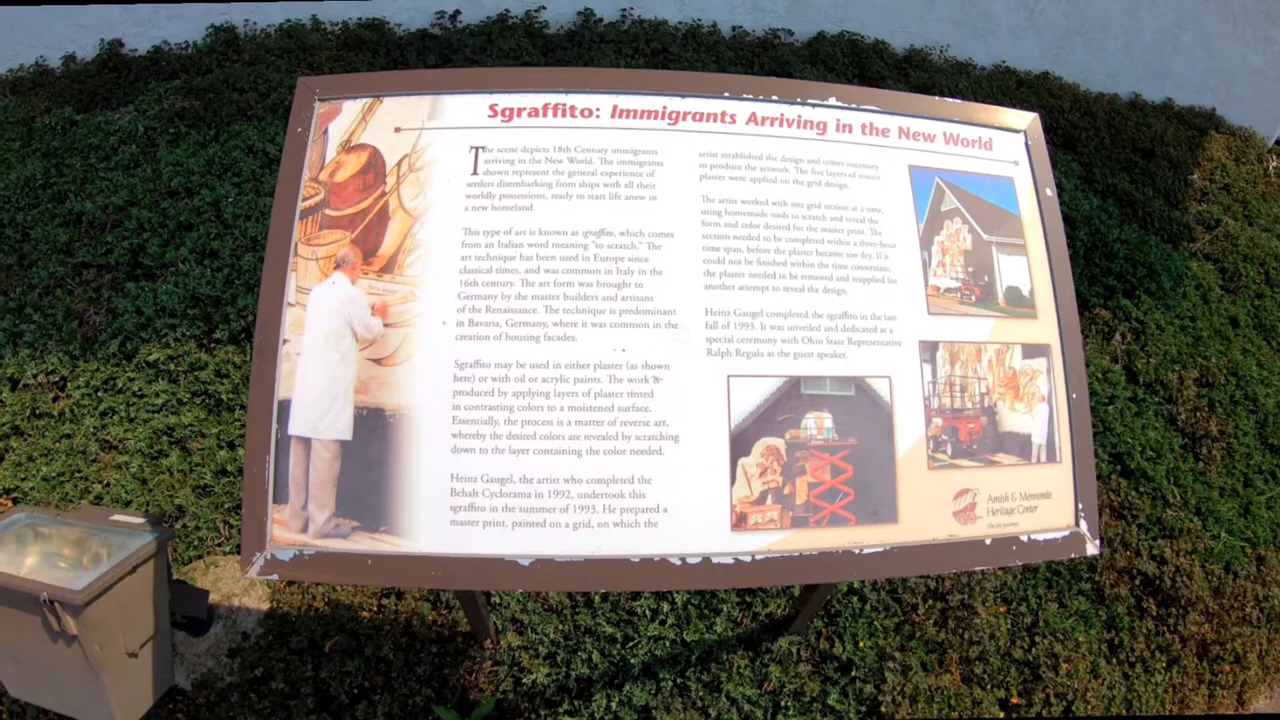 Sgraffito: Immigrants Arriving in the New World
The scene depicts 18th Century immigrants
arriving in the New World. The immigrants
shown represent the general experience of
settlers disembarking from ships with all their
worldly possessions, ready to start life anew in
a new homeland.
This type of art is known as sgraffito, which comes
from an Italian word meaning "to scratch." The
art technique has been used in Europe since
classical times, and was common in Italy in the
16th century. The art form was brought to
Germany by the master builders and artisans
of the Renaissance. The technique is predominant
in Bavaria, Germany, where it was common in the
creation of housing facades.
Sgraffito may be used in either plaster (as shown
here) or with oil or acrylic paints. The work is
produced by applying layers of plaster tinted
in contrasting colors to a moistened surface.
Essentially, the process is a matter of reverse art,
whereby the desired colors are revealed by scratching
down to the layer containing the color needed.
Heinz Gaugel, the artist who completed the
Behalt Cyclorama in 1992, undertook this
sgraffito in the summer of 1993. He prepared a
master print, painted on a grid, on which the
artist established the design and colors necessary
to produce the artwork. The five layers of stucco
plaster were applied on the grid design.
The artist worked with one grid section at a time,
using homemade tools to scratch and reveal the
form and color desired for the master print. The
section needed to be completed within a three-hour
time span, before the plaster became too dry. If it
could not be finished within the time constraints,
the plaster needed to be removed and reapplied for
another attempt to reveal the design.
Heinz Gaugel completed the sgraffito in the late
fall of 1993. It was unveiled and dedicated at a
special ceremony with Ohio State Representative
Ralph Regula as the guest speaker.
Amish & Mennonite
Heritage Center